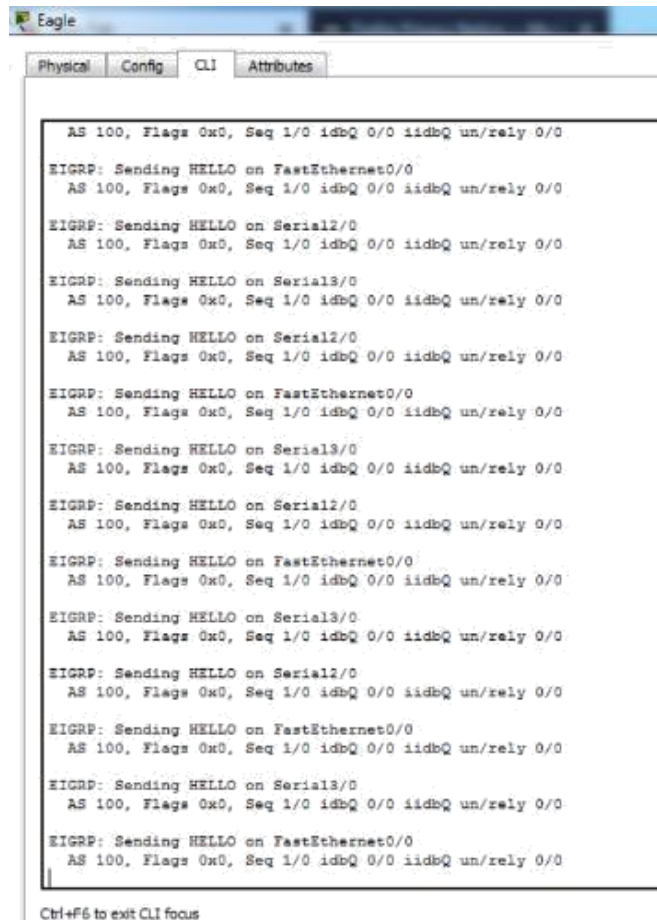 Eagle
Physical Config CLI Attributes
AS 100, Flags 0x0, Seq 1/0 idbQ 0/0 iidbQ un/rely 0/0
EIGRP: Sending HELLO on FastEthernet0/0
AS 100, Flags 0x0, Seq 1/0 idbQ 0/0 iidbQ un/rely 0/0
EIGRP: Sending HELLO on Serial2/0
AS 100, Flags 0x0, Seq 1/0 idbQ 0/0 iidbQ un/rely 0/0
EIGRP: Sending HELLO on Serial3/0
AS 100, Flags 0x0, Seq 1/0 idbQ 0/0 iidbQ un/rely 0/0
EIGRP: Sending HELLO on Serial2/0
AS 100, Flags 0x0, Seq 1/0 idbQ 0/0 iidbQ un/rely 0/0
EIGRP: Sending HELLO on FastEthernet0/0
AS 100, Flags 0x0, Seq 1/0 idbQ 0/0 iidbQ un/rely 0/0
EIGRP: Sending HELLO on Serial3/0
AS 100, Flags 0x0, Seq 1/0 idbQ 0/0 iidbQ un/rely 0/0
EIGRP: Sending HELLO on Serial2/0
AS 100, Flags 0x0, Seq 1/0 idbQ 0/0 iidbQ un/rely 0/0
EIGRP: Sending HELLO on FastEthernet0/0
AS 100, Flags 0x0, Seq 1/0 idbQ 0/0 iidbQ un/rely 0/0
EIGRP: Sending HELLO on Serial3/0
AS 100, Flags 0x0, Seq 1/0 idbQ 0/0 iidbQ un/rely 0/0
EIGRP: Sending HELLO on Serial2/0
AS 100, Flags 0x0, Seq 1/0 idbQ 0/0 iidbQ un/rely 0/0
EIGRP: Sending HELLO on FastEthernet0/0
AS 100, Flags 0x0, Seq 1/0 idbQ 0/0 iidbQ un/rely 0/0
EIGRP: Sending HELLO on Serial3/0
AS 100, Flags 0x0, Seq 1/0 idbQ 0/0 iidbQ un/rely 0/0
EIGRP: Sending HELLO on FastEthernet0/0
AS 100, Flags 0x0, Seq 1/0 idbQ 0/0 iidbQ un/rely 0/0
Ctrl+F6 to exit CLI focus